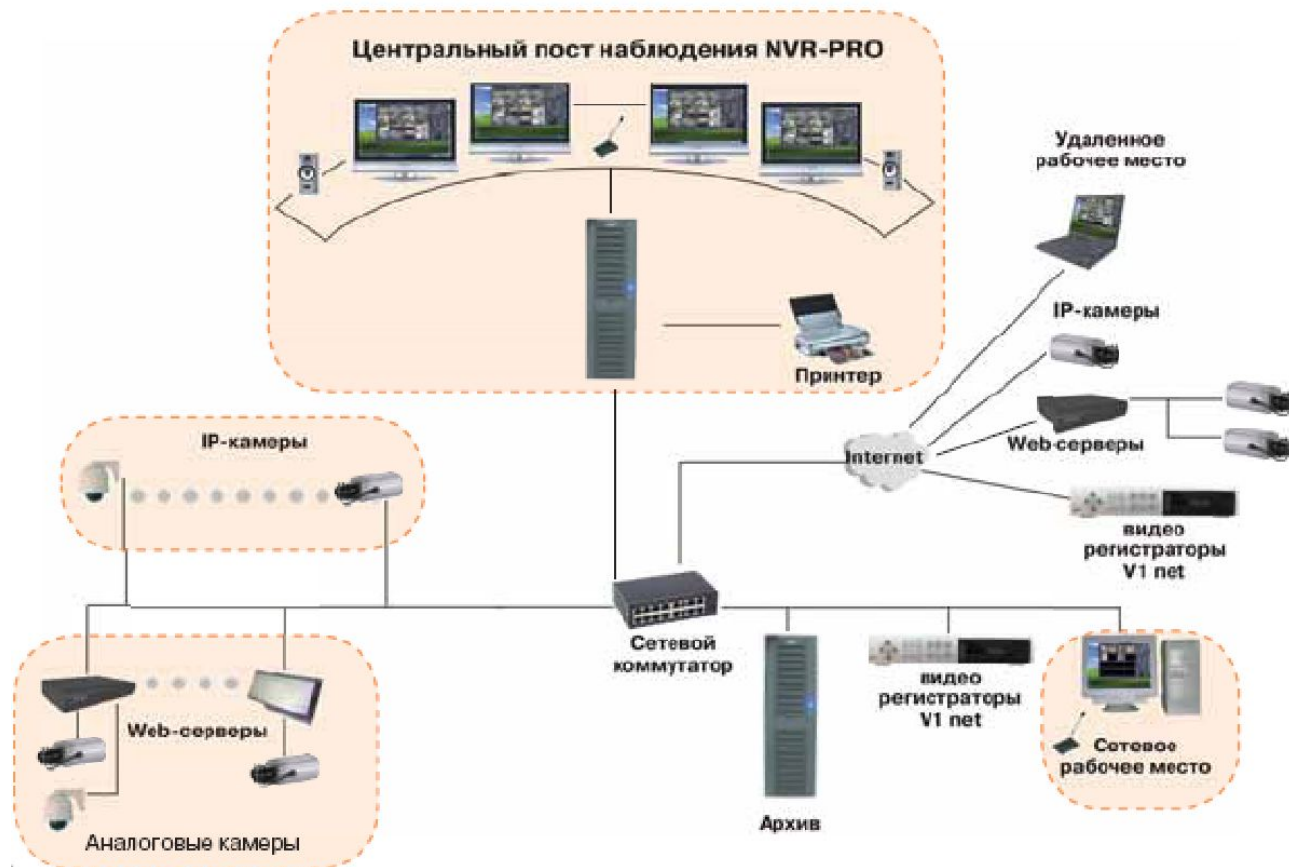 Центральный пост наблюдения NVR-PRO
Удаленное
рабочее место
IP-камеры
Принтер
IP-камеры
Internet
Web-серверы
видео
регистраторы
V1 net
Сетевой
коммутатор
видео
регистраторы
V1 net
Web-серверы
Сетевое
рабочее место
Архив
Аналоговые камеры